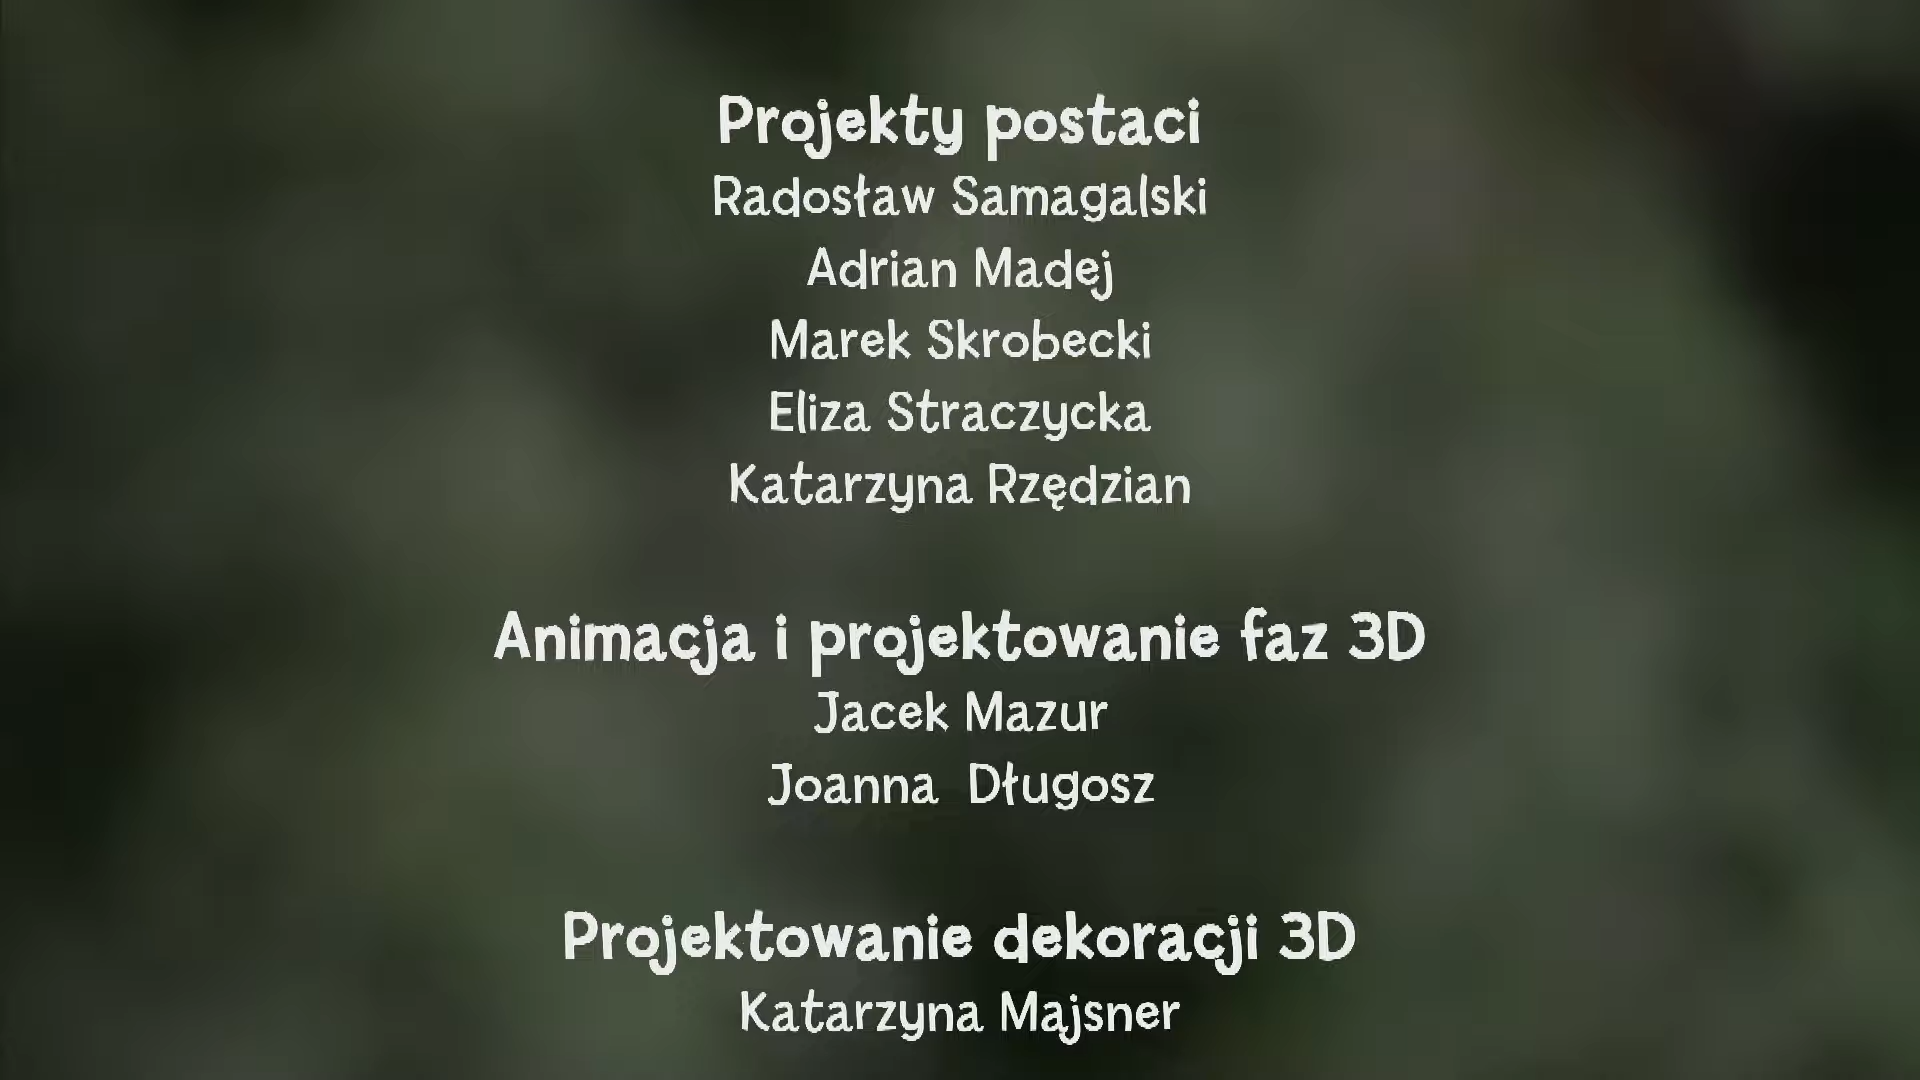 Projekty postaci
Radosław Samagalski
Adrian Madej
Marek Skrobecki
Eliza Straczycka
Katarzyna Rzędzian
Animacja i projektowanie faz 3D
Jacek Mazur
Joanna Długosz
Projektowanie dekoracji 3D
Katarzyna Majsner